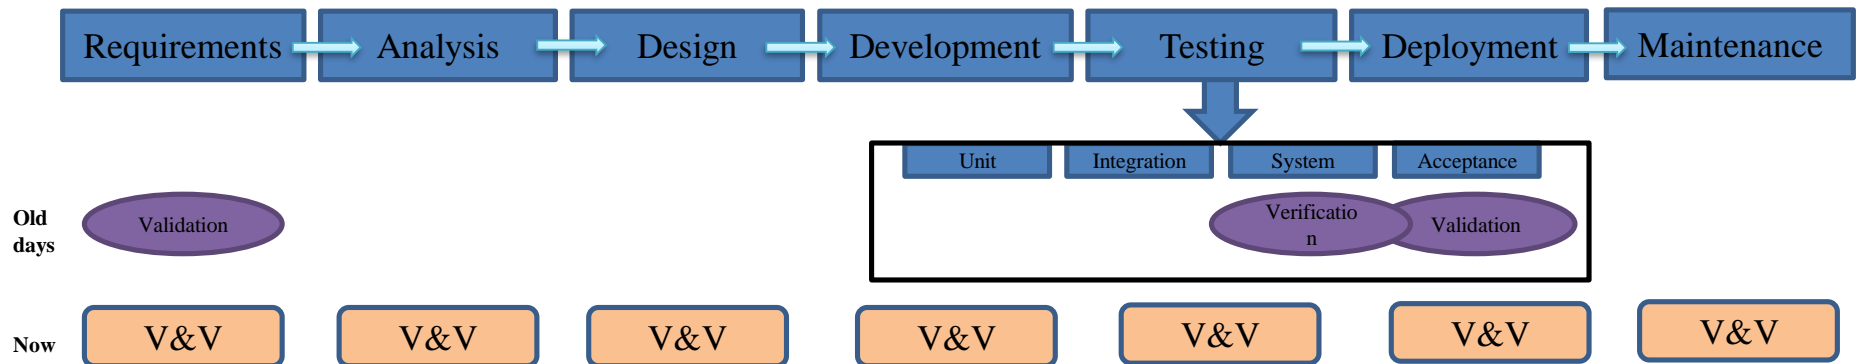 Requirements Analysis Design Development Testing Deployment Maintenance
Unit Integration System Acceptance
Old
days
Validation
Verificatio
n
Validation
Now
V&V V&V V&V V&V V&V V&V V&V